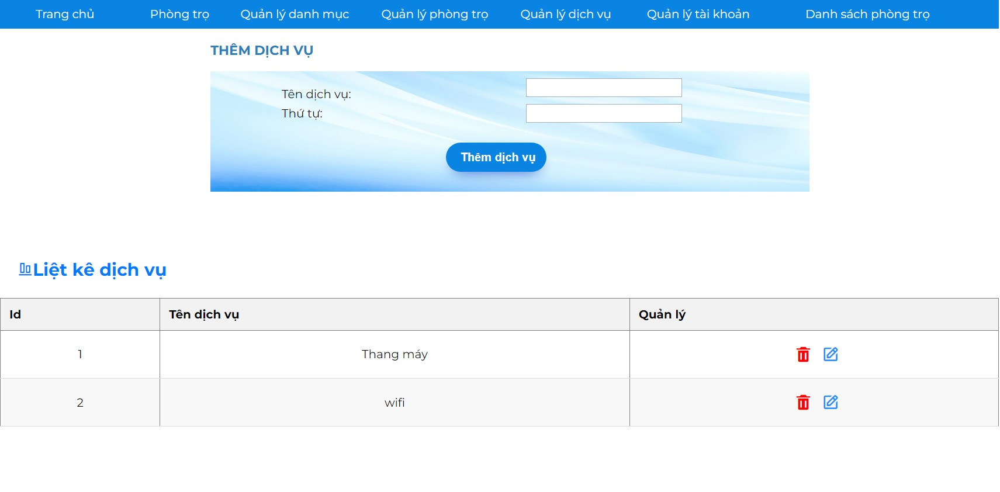 Trang chủ Phòng trọ Quản lý danh mục Quản lý phòng trọ Quản lý dịch vụ Quản lý tài khoản Danh sách phòng trọ
THÊM DỊCH VỤ
Tên dịch vụ:
Thứ tự:
Thêm dịch vụ
Liệt kê dịch vụ
Id Tên dịch vụ Quản lý
1 Thang máy
2 wifi